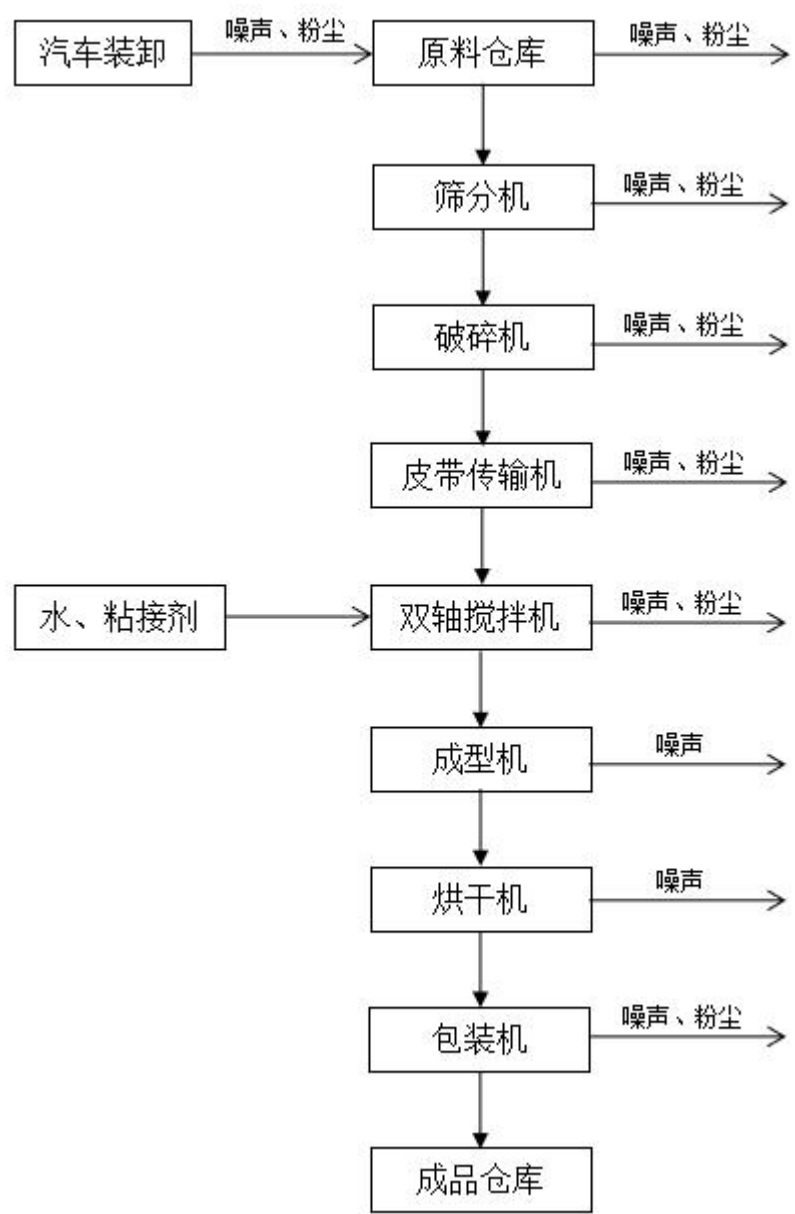 汽车装卸
噪声、粉尘
原料仓库
噪声、粉尘
筛分机
噪声、粉尘
破碎机
噪声、粉尘
皮带传输机
噪声、粉尘
水、粘接剂
双轴搅拌机
噪声、粉尘
成型机
噪声
烘干机
噪声
包装机
噪声、粉尘
成品仓库